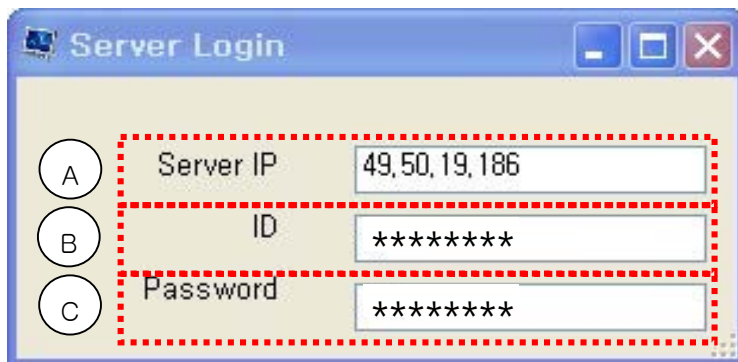 Server Login
A Server IP 49,50,19,186
B ID ********
C Password ********